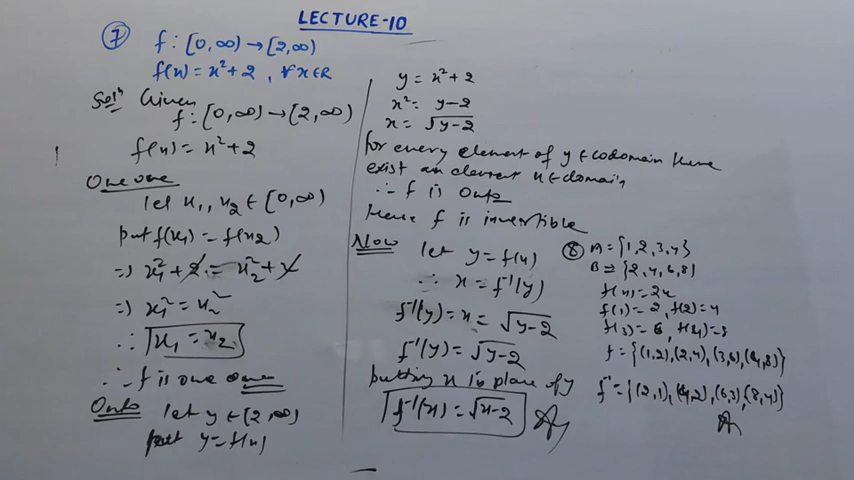 LECTURE-10
⑦ f : [0, ∞) → [2, ∞)
f(x) = x² + 2 , ∀ x ∈ R
Solⁿ Given
f : [0, ∞) → [2, ∞)
f(x) = x² + 2
One one
let x₁, x₂ ∈ [0, ∞)
put f(x₁) = f(x₂)
⇒ x₁² + 2 = x₂² + 2
⇒ x₁² = x₂²
∴ x₁ = x₂
∴ f is one one
Onto let y ∈ [2, ∞)
put y = f(x)
y = x² + 2
x² = y - 2
x = √y-2
for every element of y ∈ codomain there
exist an element x ∈ domain
∴ f is onto
Hence f is invertible
Now let y = f(x)
∴ x = f⁻¹(y)
f⁻¹(y) = x = √y-2
f⁻¹(y) = √y-2
putting x in place of y
f⁻¹(x) = √x-2
⑧ A = {1, 2, 3, 4}
B = {2, 4, 6, 8}
f(x) = 2x
f(1) = 2, f(2) = 4
f(3) = 6, f(4) = 8
f = {(1,2), (2,4), (3,6), (4,8)}
f⁻¹ = {(2,1), (4,2), (6,3), (8,4)}